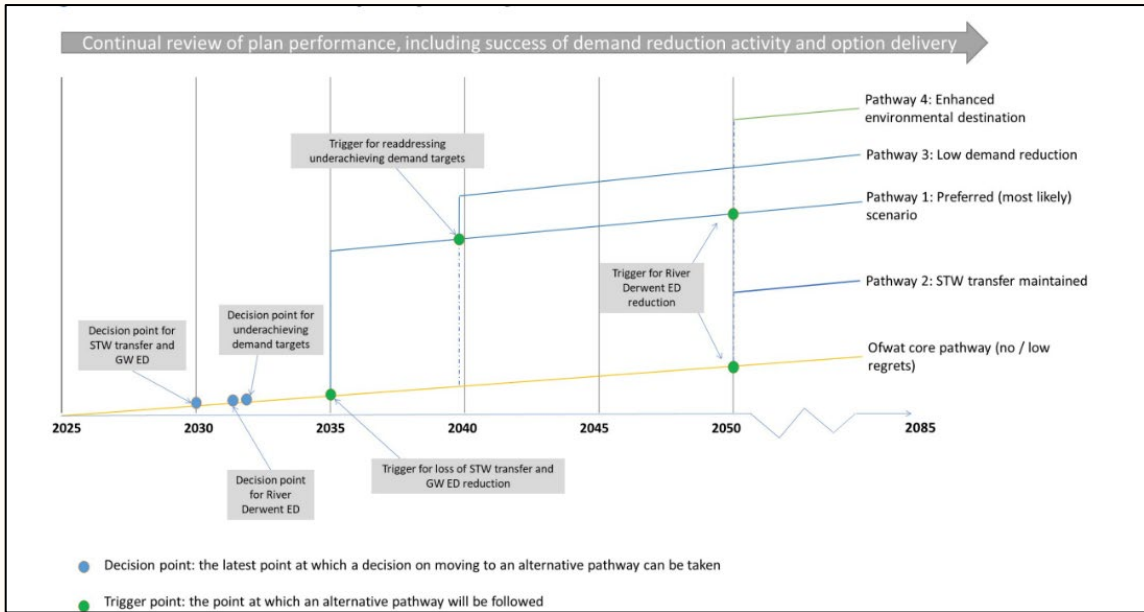 Continual review of plan performance, including success of demand reduction activity and option delivery
Pathway 4: Enhanced
environmental destination
Trigger for readdressing
underachieving demand targets
Pathway 3: Low demand reduction
Pathway 1: Preferred (most likely)
scenario
Trigger for River
Derwent ED
reduction
Pathway 2: STW transfer maintained
Decision point for
STW transfer and
GW ED
Decision point for
underachieving
demand targets
Ofwat core pathway (no / low
regrets)
2025
2030
2035
2040
2045
2050
2085
Decision point
for River
Derwent ED
Trigger for loss of STW transfer and
GW ED reduction
Decision point: the latest point at which a decision on moving to an alternative pathway can be taken
Trigger point: the point at which an alternative pathway will be followed